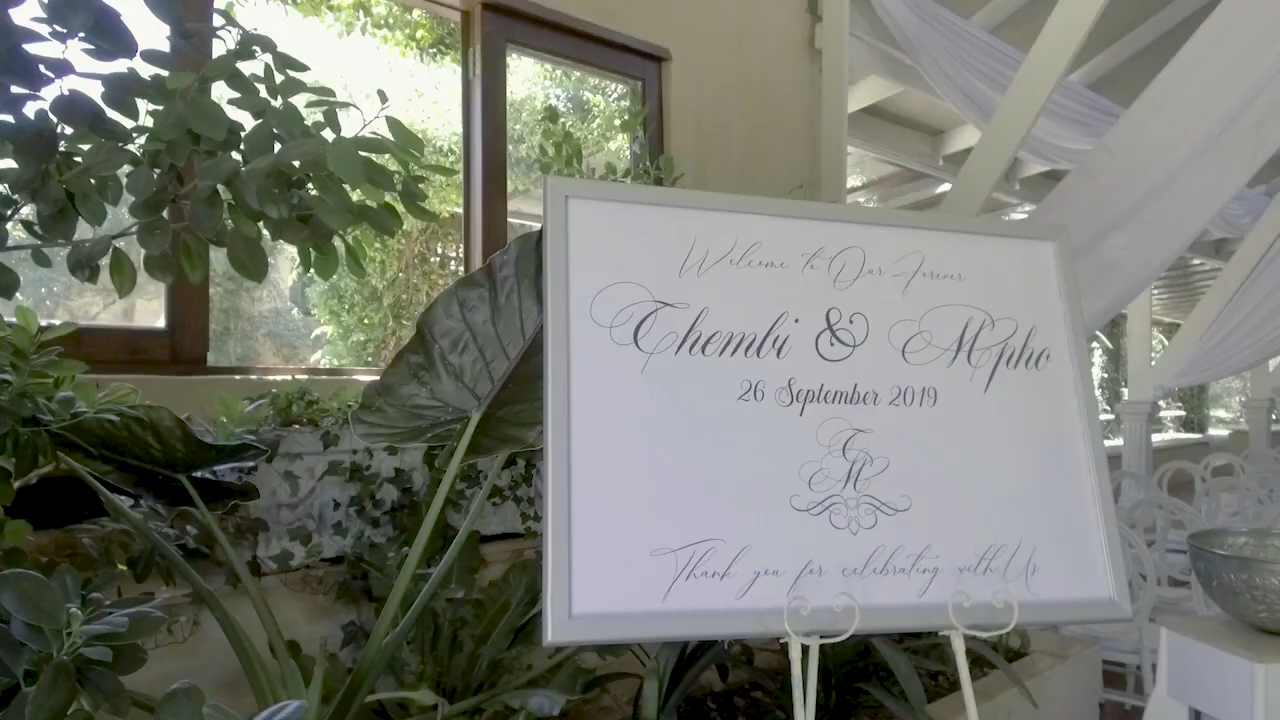 Welcome to Our Forever
Thembi & Mpho
26 September 2019
T
M
Thank you for celebrating with Us